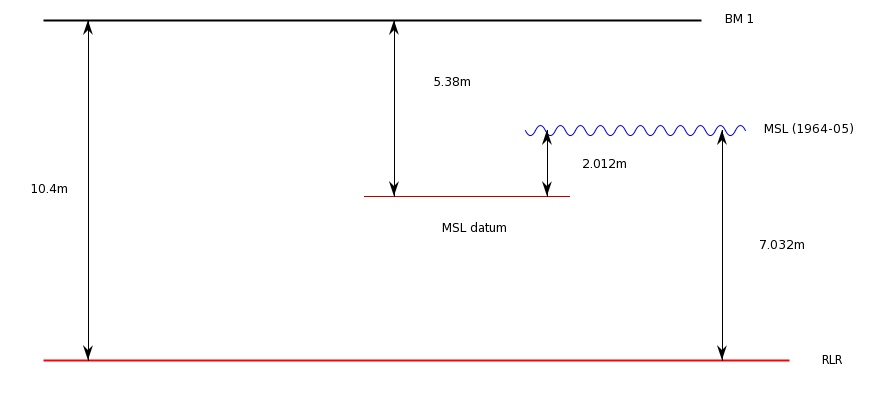 BM 1
5.38m
MSL (1964-05)
2.012m
10.4m
MSL datum
7.032m
RLR